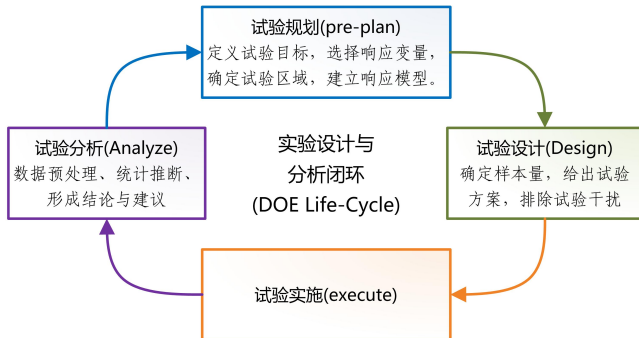 试验规划(pre-plan)
定义试验目标，选择响应变量，
确定试验区域，建立响应模型。
试验分析(Analyze)
数据预处理、统计推断、
形成结论与建议
实验设计与
分析闭环
(DOE Life-Cycle)
试验设计(Design)
确定样本量，给出试验
方案，排除试验干扰
试验实施(execute)